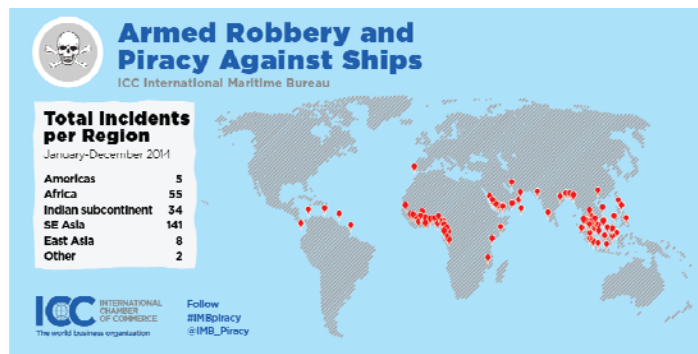 Armed Robbery and
Piracy Against Ships
ICC International Maritime Bureau
Total Incidents
per Region
January-December 2014
Americas 5
Africa 55
Indian subcontinent 34
SE Asia 141
East Asia 8
Other 2
ICC INTERNATIONAL
CHAMBER
OF COMMERCE
The world business organization
Follow
#IMBpiracy
@IMB_Piracy